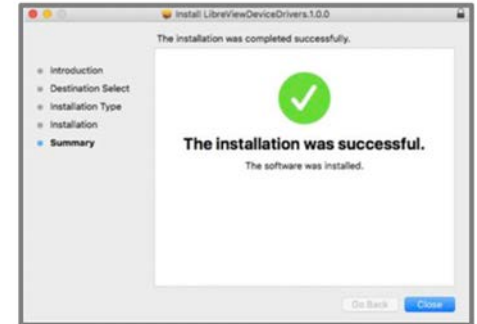 Install LibreViewDeviceDrivers.1.0.0
The installation was completed successfully.
Introduction
Destination Select
Installation Type
Installation
Summary
The installation was successful.
The software was installed.
Go Back
Close